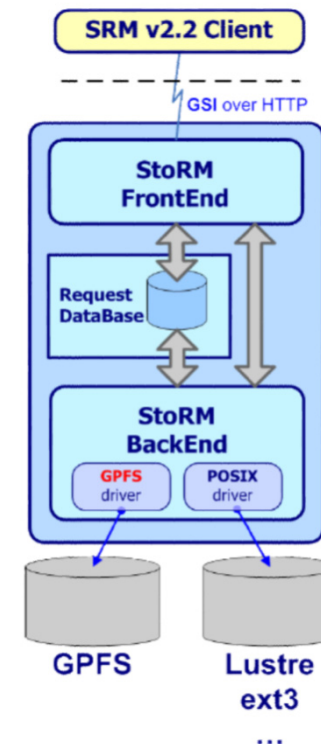 SRM v2.2 Client
GSI over HTTP
StoRM
FrontEnd
Request
DataBase
StoRM
BackEnd
GPFS
driver
POSIX
driver
GPFS
Lustre
ext3
...